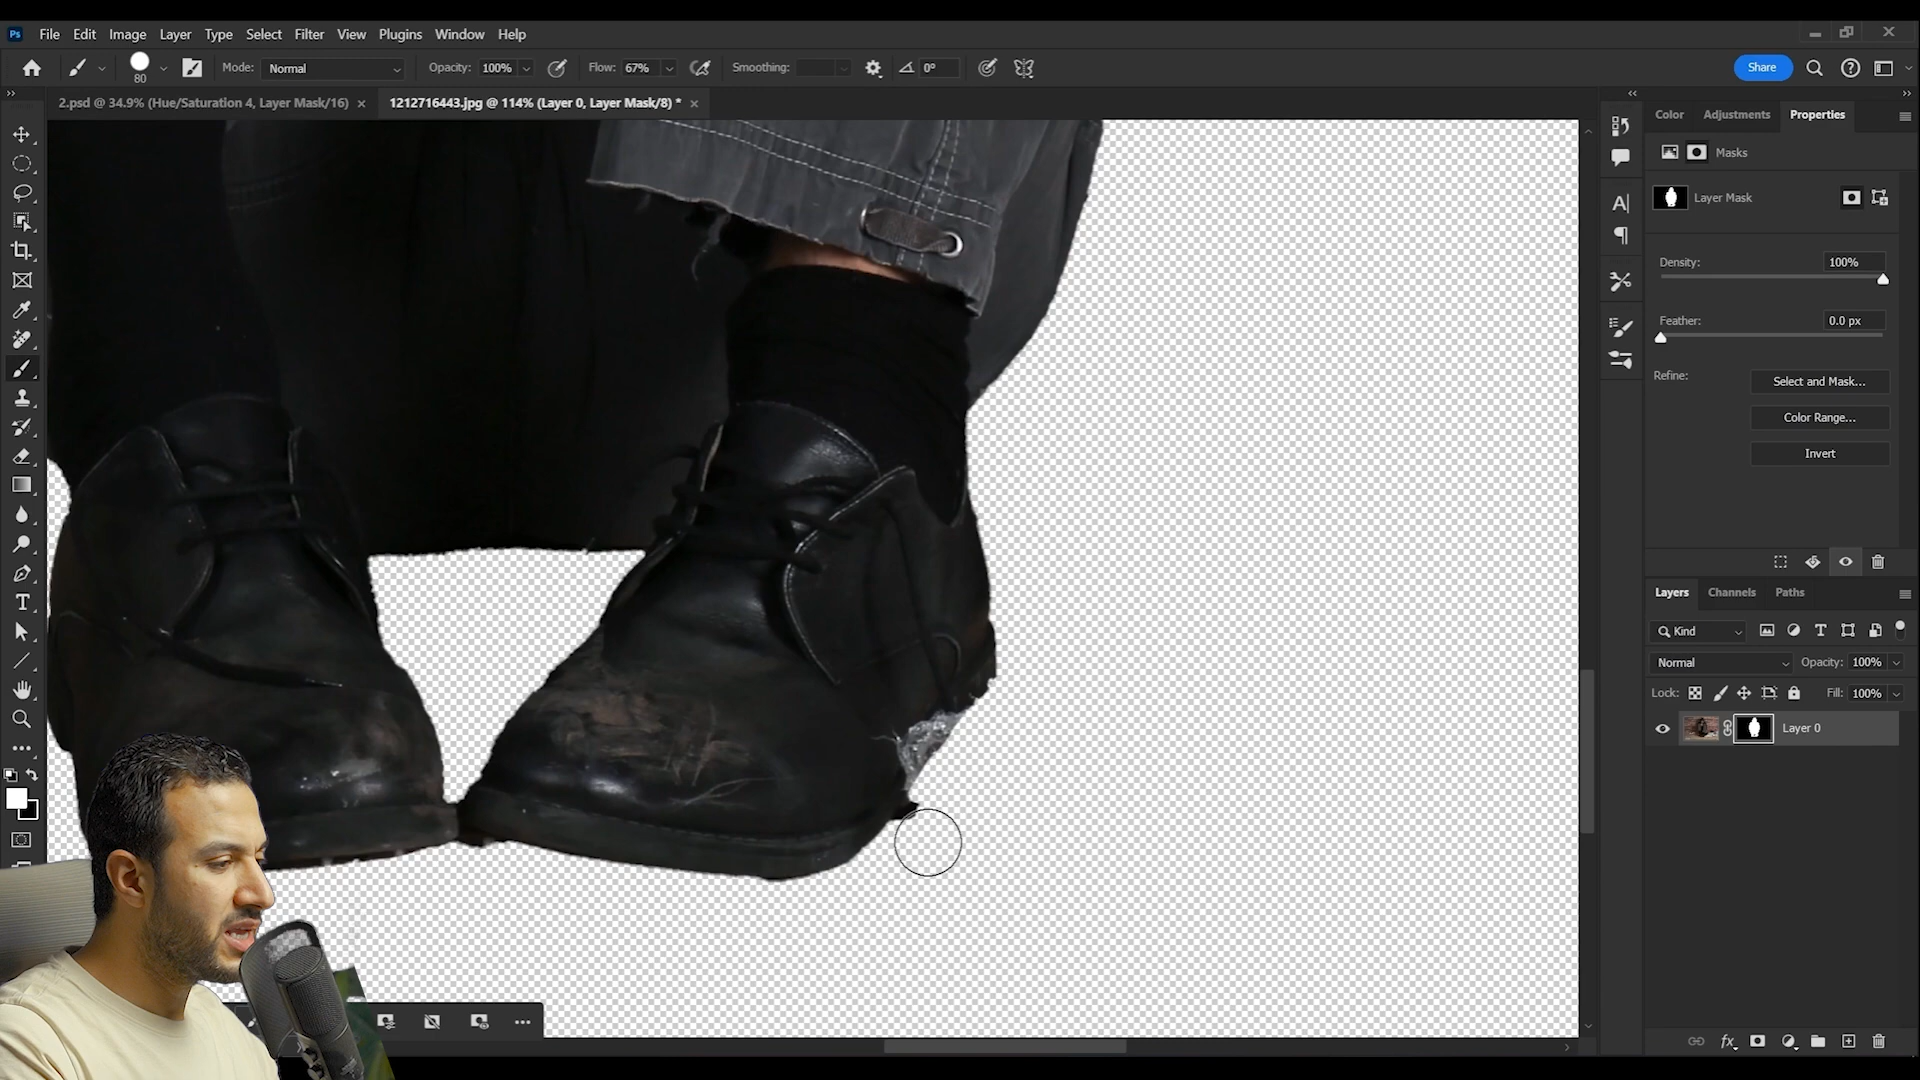 Ps File Edit Image Layer Type Select Filter View Plugins Window Help
80 Mode: Normal Opacity: 100% Flow: 67% Smoothing: 0° Share
2.psd @ 34.9% (Hue/Saturation 4, Layer Mask/16) × 1212716443.jpg @ 114% (Layer 0, Layer Mask/8) * ×
Color Adjustments Properties
Masks
Layer Mask
Density: 100%
Feather: 0.0 px
Refine: Select and Mask...
Color Range...
Invert
Layers Channels Paths
Kind
Normal Opacity: 100%
Lock: Fill: 100%
Layer 0
fx